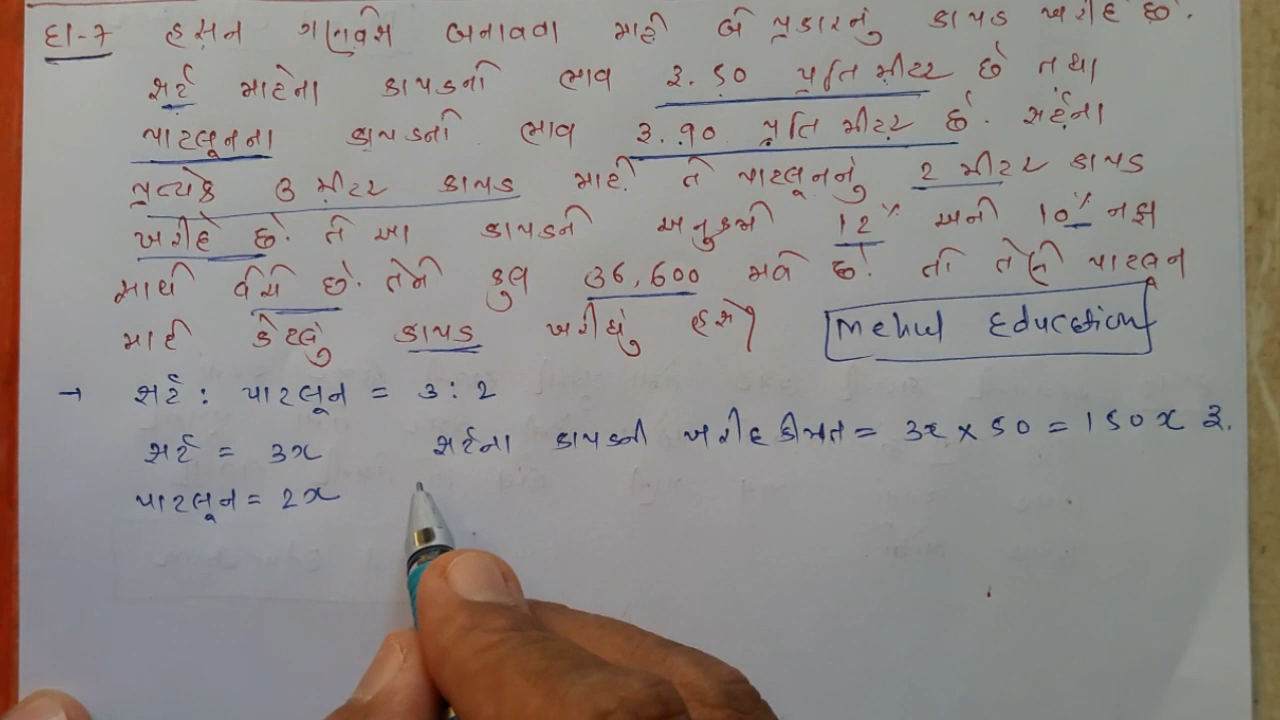 દા-7 હસન ગણવેશ બનાવવા માટે બે પ્રકારનું કાપડ ખરીદે છે.
શર્ટ માટેના કાપડનો ભાવ રૂ. 50 પ્રતિ મીટર છે તથા
પાટલૂનના કાપડનો ભાવ રૂ. 90 પ્રતિ મીટર છે. શર્ટના
પ્રત્યેક 3 મીટર કાપડ માટે તે પાટલૂનનું 2 મીટર કાપડ
ખરીદે છે. તે આ કાપડને અનુક્રમે 12% અને 10% નફા
સાથે વેચે છે. તેને કુલ 36,600 મળે છે. તો તેણે પાટલૂન
માટે કેટલું કાપડ ખરીધું હશે?
Mehul Education
→ શર્ટ : પાટલૂન = 3 : 2
શર્ટ = 3x શર્ટના કાપડની ખરીદ કીમત = 3x × 50 = 150x રૂ.
પાટલૂન = 2x